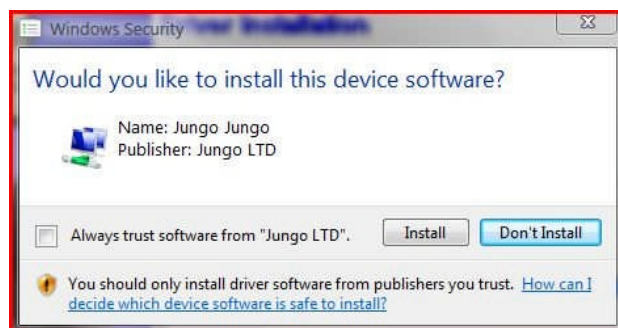 Windows Security
Would you like to install this device software?
Name: Jungo Jungo
Publisher: Jungo LTD
Always trust software from "Jungo LTD".
Install
Don't Install
You should only install driver software from publishers you trust. How can I
decide which device software is safe to install?